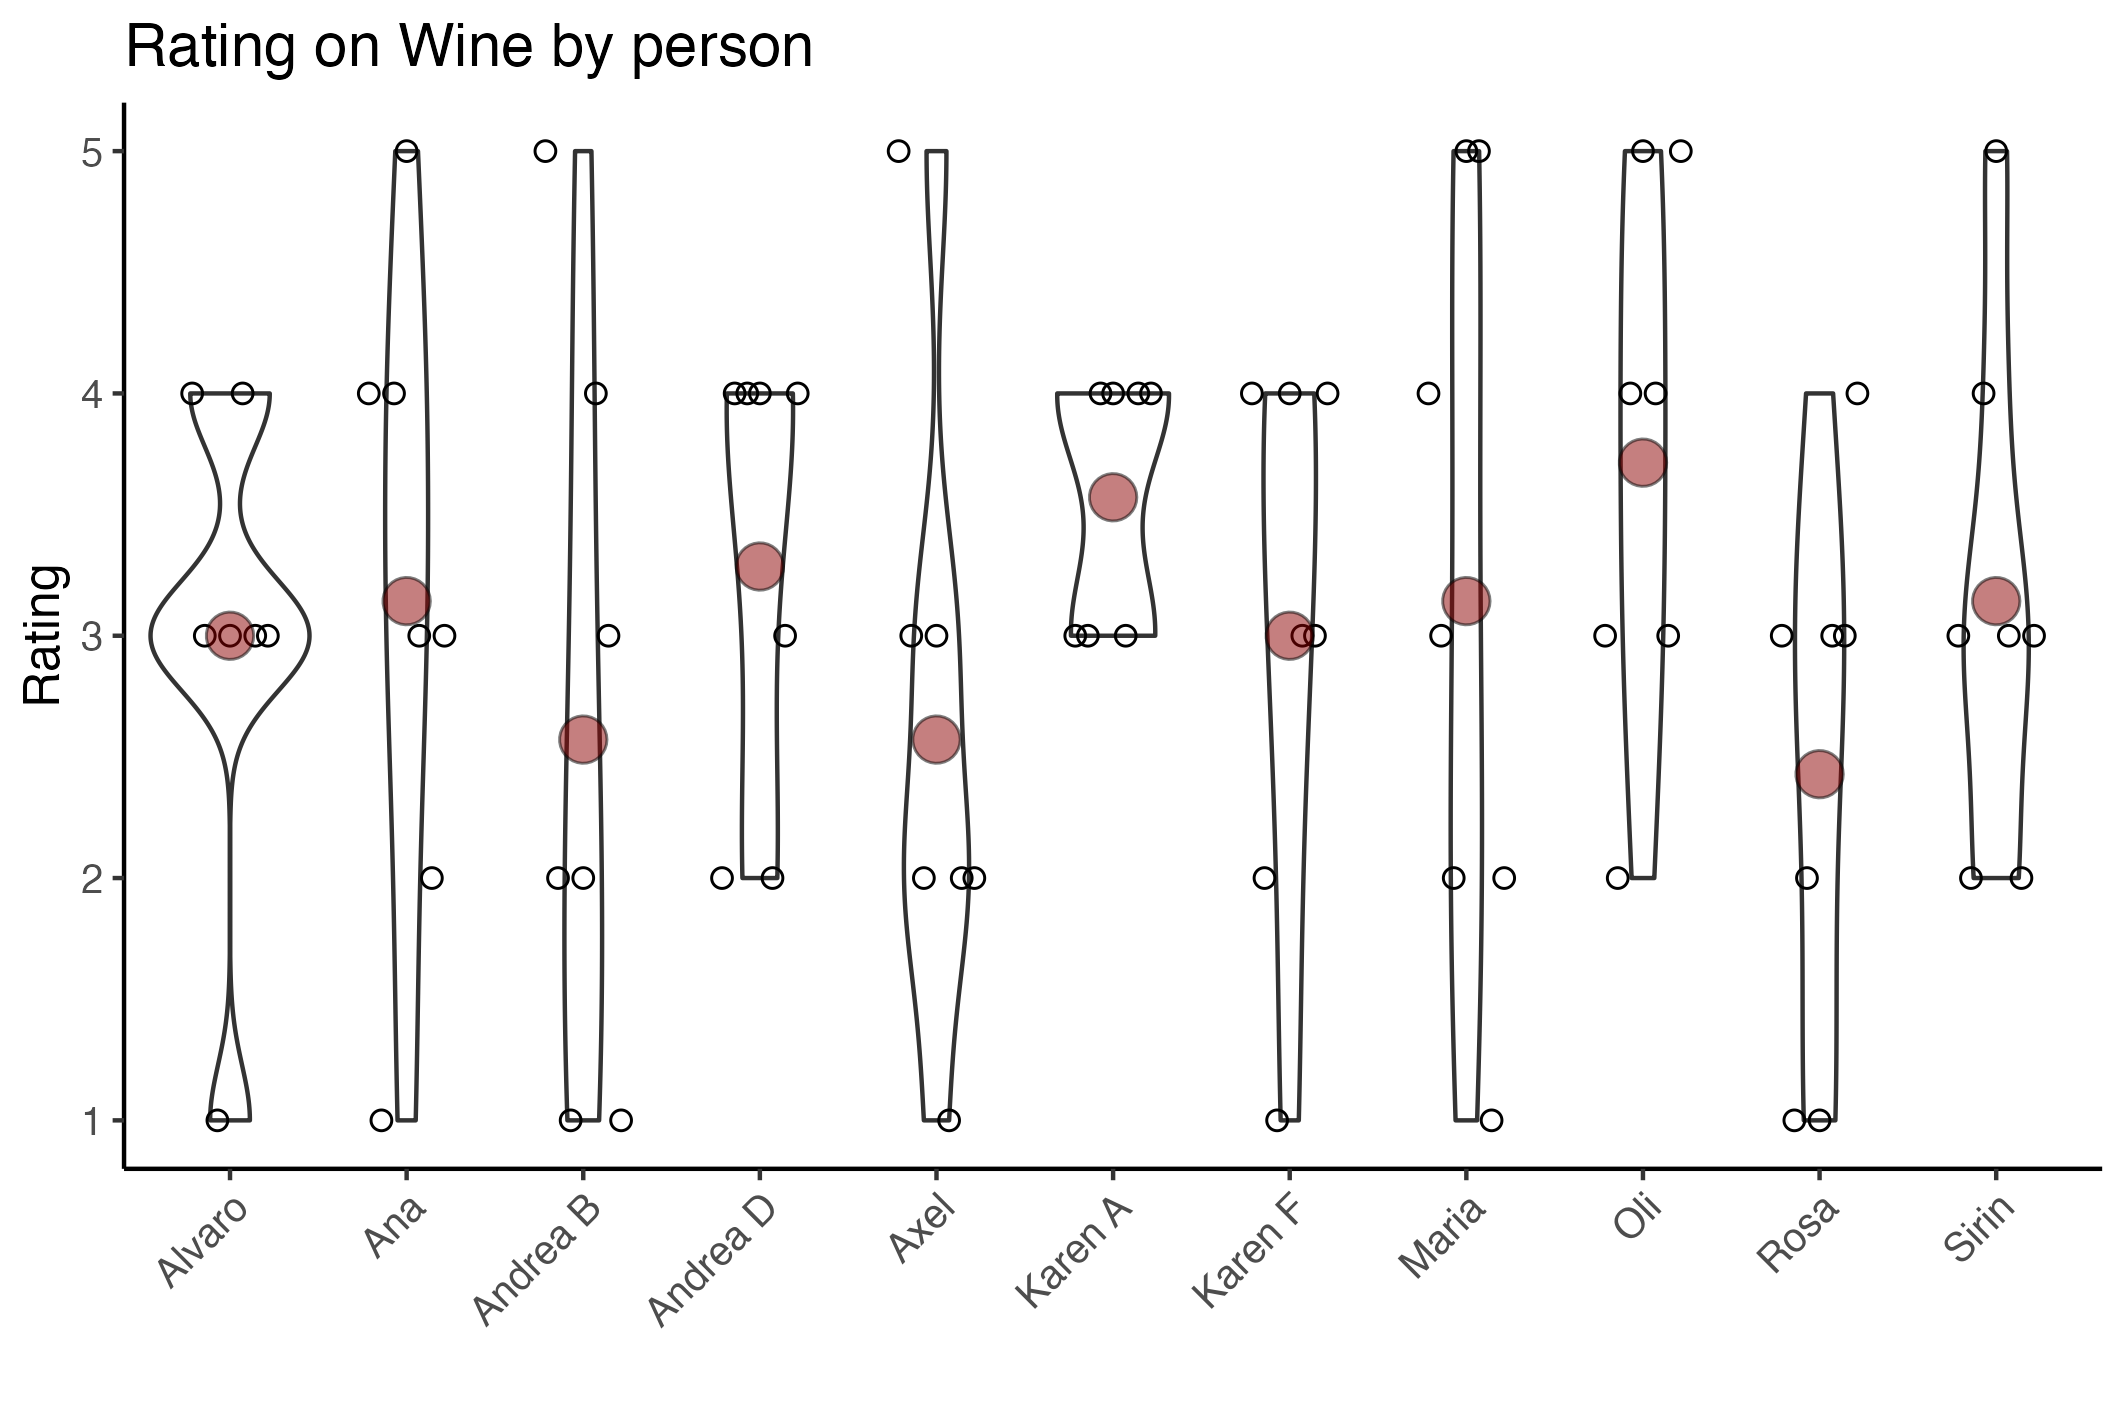 Rating on Wine by person
Rating
5
4
3
2
1
Alvaro
Ana
Andrea B
Andrea D
Axel
Karen A
Karen F
Maria
Oli
Rosa
Sirin